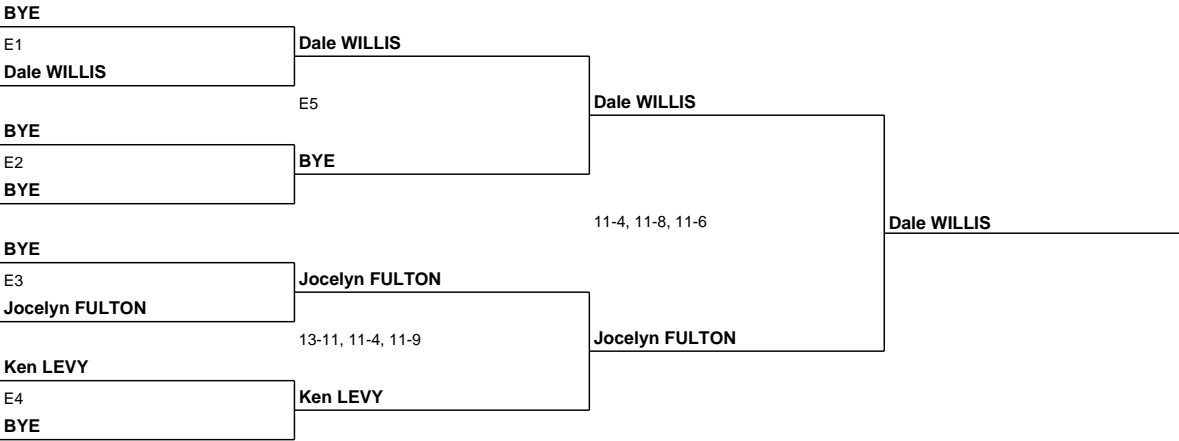 BYE
E1
Dale WILLIS
Dale WILLIS
E5
Dale WILLIS
BYE
E2
BYE
BYE
11-4, 11-8, 11-6
Dale WILLIS
BYE
E3
Jocelyn FULTON
Jocelyn FULTON
13-11, 11-4, 11-9
Jocelyn FULTON
Ken LEVY
E4
Ken LEVY
BYE